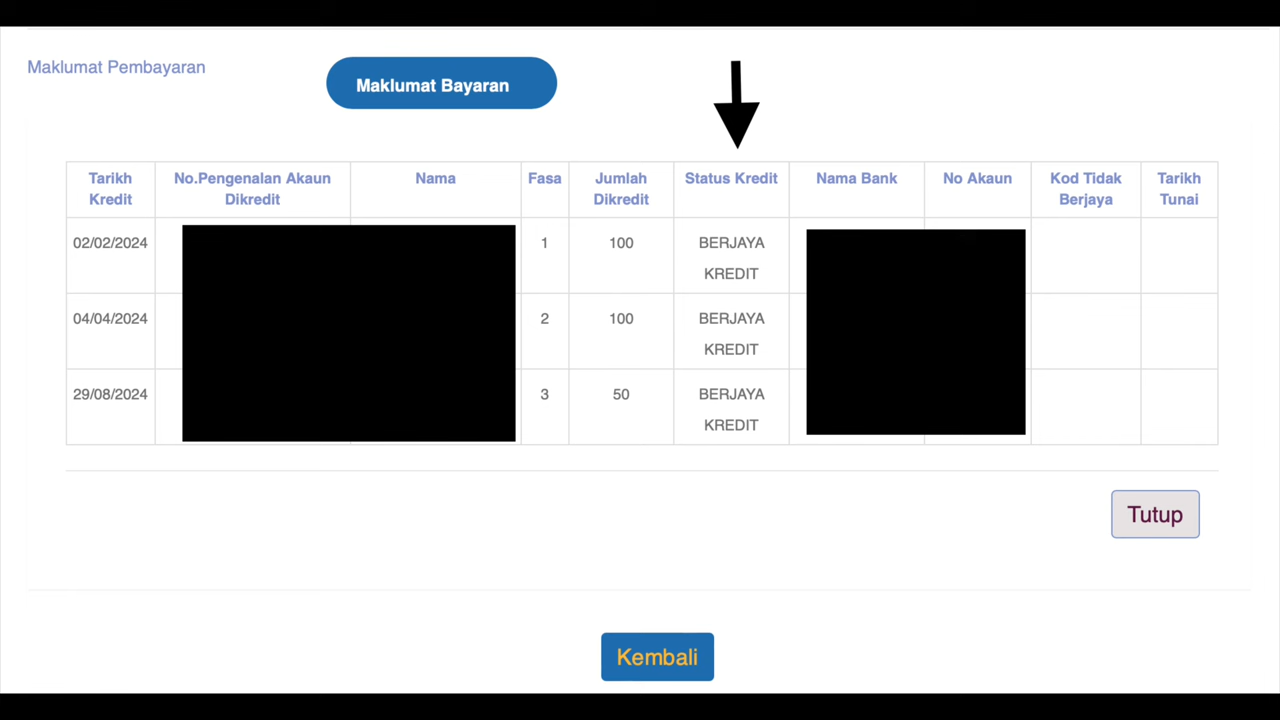 Maklumat Pembayaran
Maklumat Bayaran
Tarikh Kredit No.Pengenalan Akaun Dikredit Nama Fasa Jumlah Dikredit Status Kredit Nama Bank No Akaun Kod Tidak Berjaya Tarikh Tunai
02/02/2024 1 100 BERJAYA KREDIT
04/04/2024 2 100 BERJAYA KREDIT
29/08/2024 3 50 BERJAYA KREDIT
Tutup
Kembali